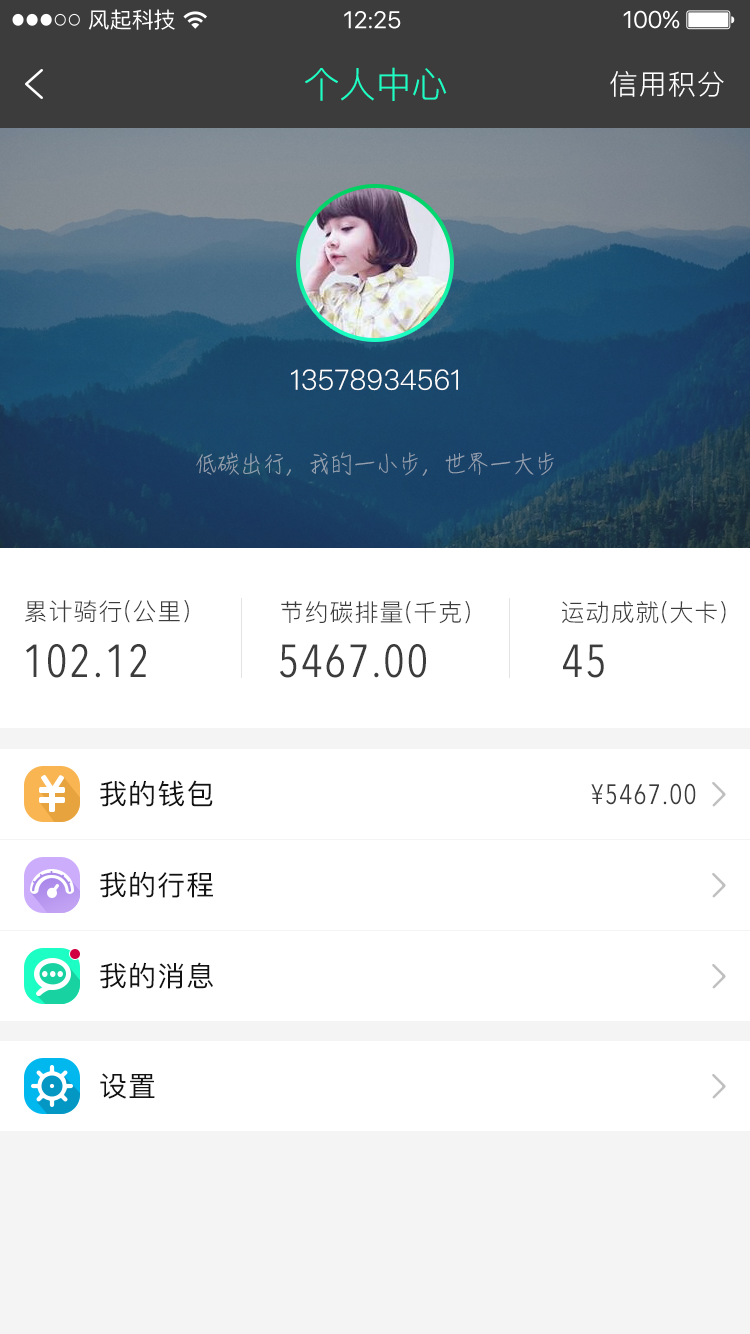 风起科技 12:25 100%
个人中心 信用积分
13578934561
低碳出行，我的一小步，世界一大步
累计骑行(公里) 节约碳排量(千克) 运动成就(大卡)
102.12 5467.00 45
我的钱包 ¥5467.00
我的行程
我的消息
设置